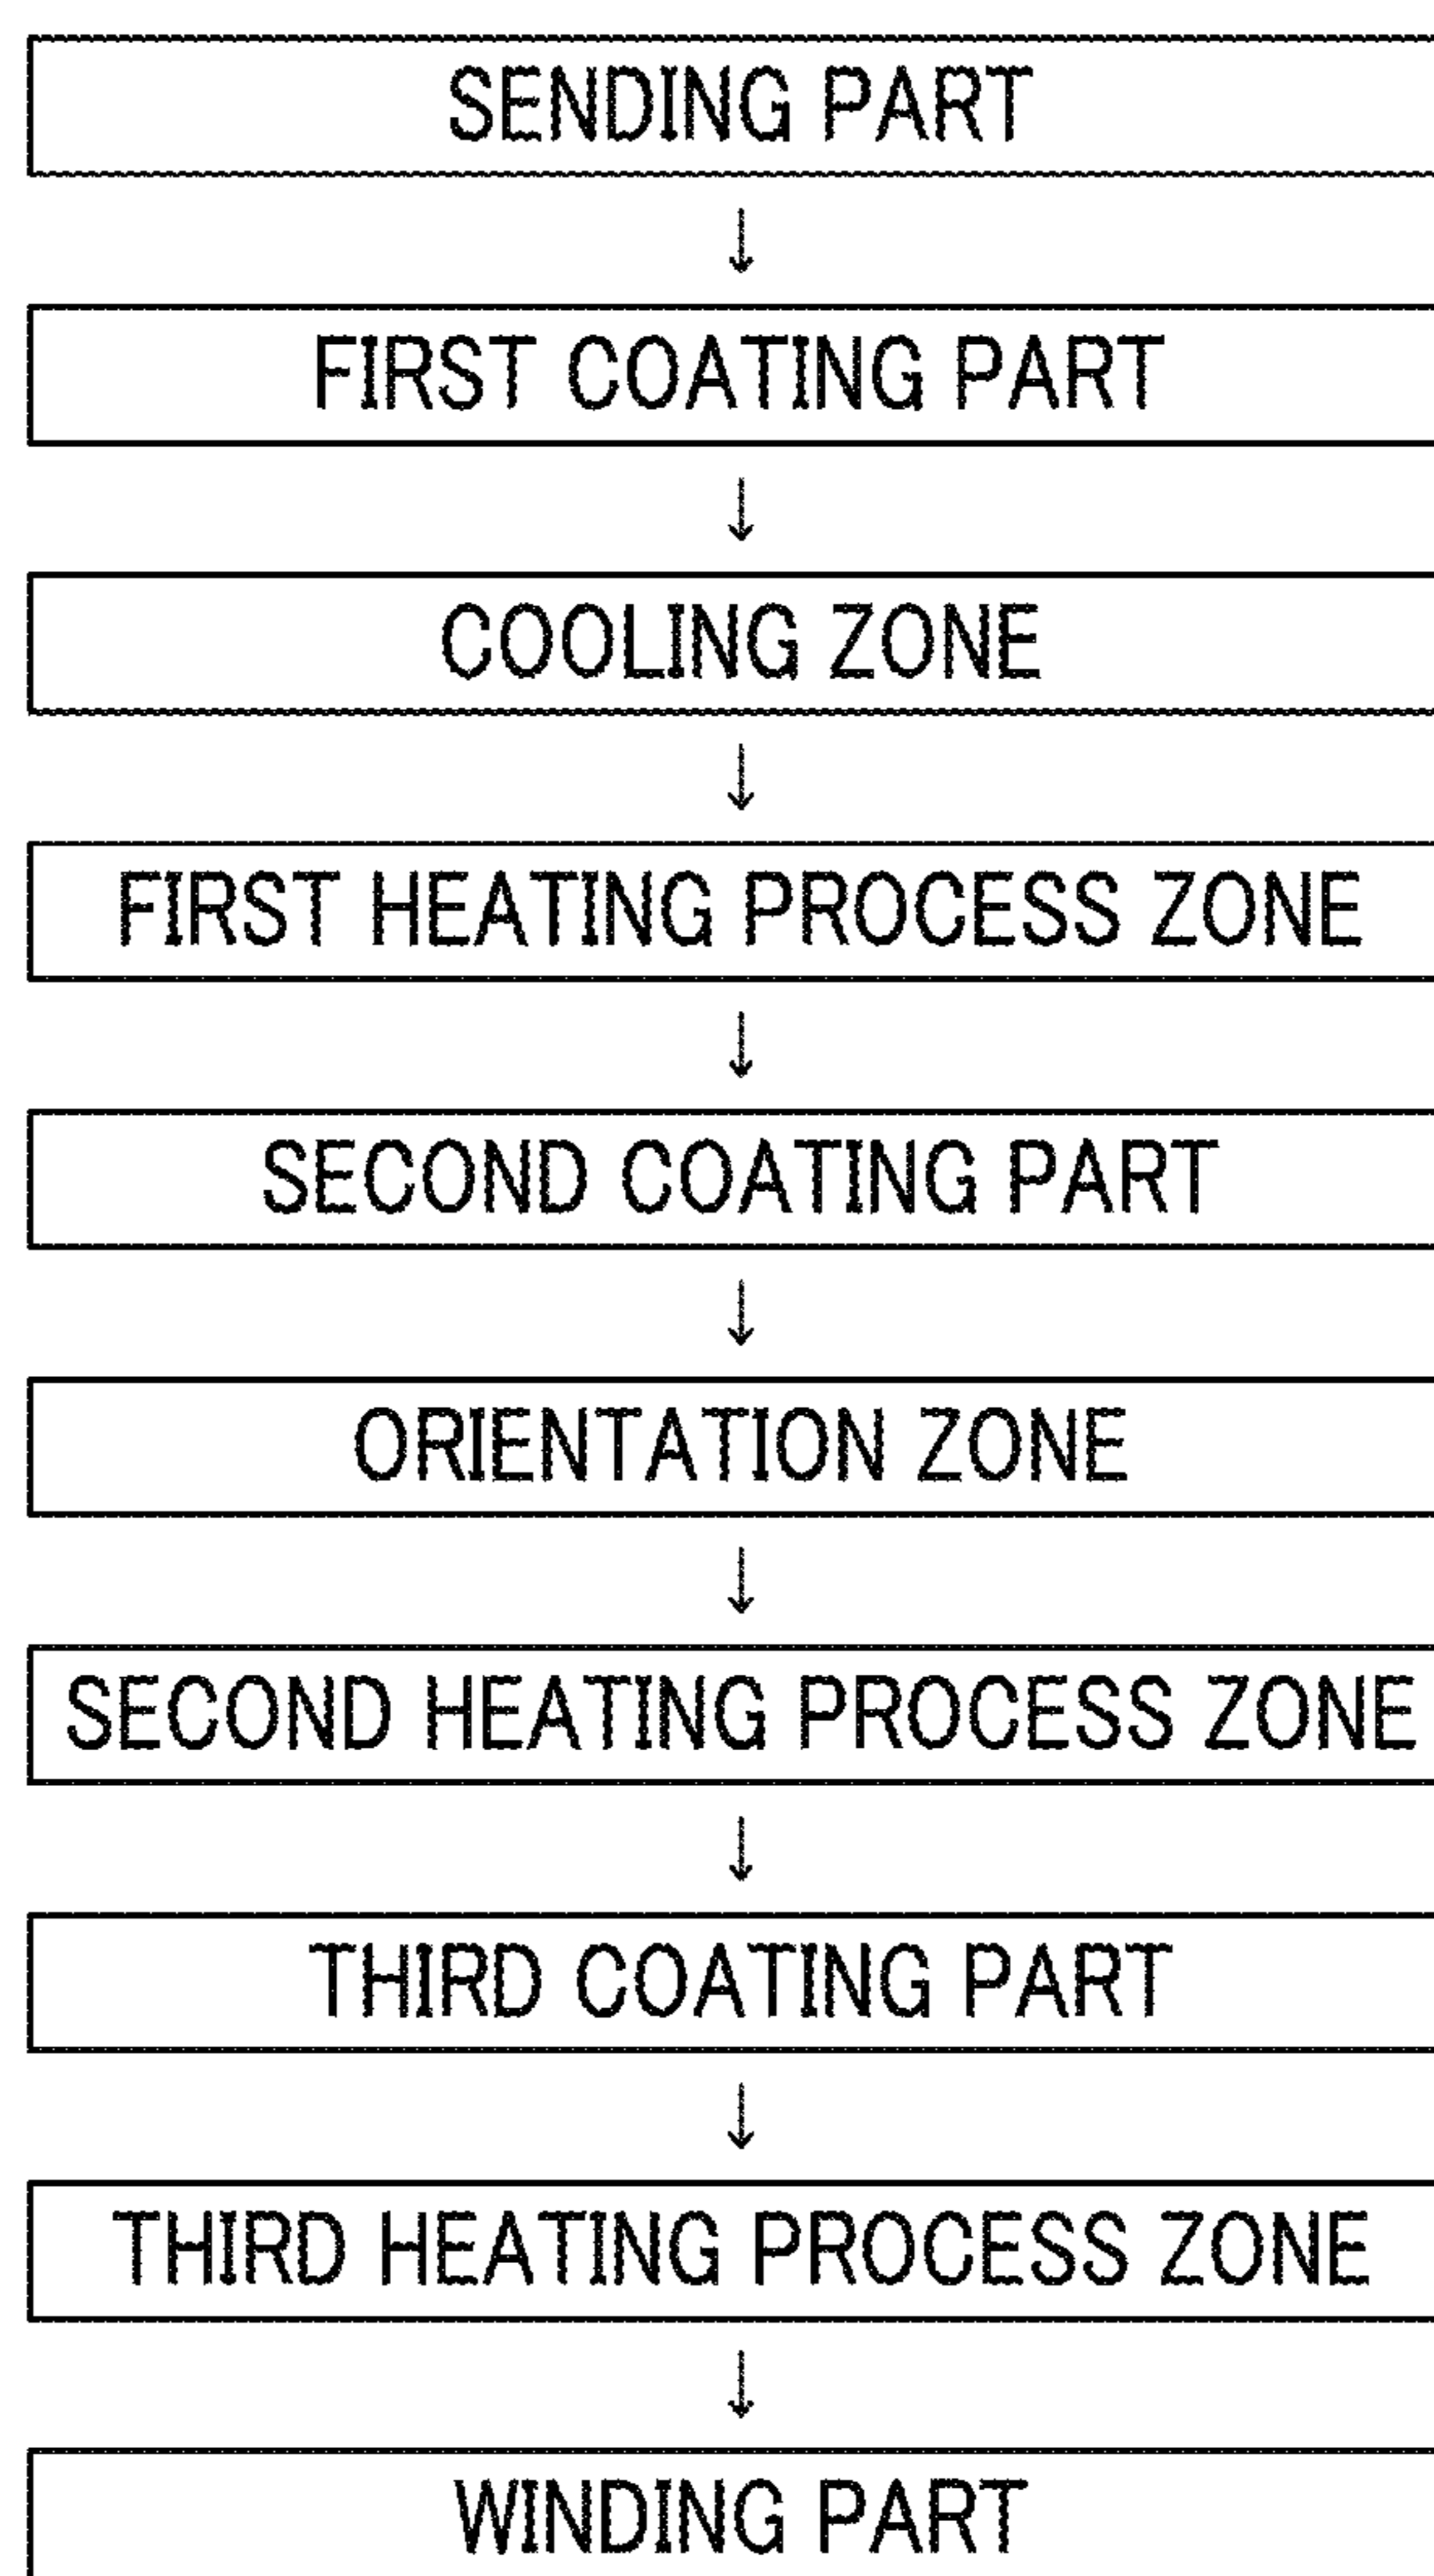 SENDING PART
↓
FIRST COATING PART
↓
COOLING ZONE
↓
FIRST HEATING PROCESS ZONE
↓
SECOND COATING PART
↓
ORIENTATION ZONE
↓
SECOND HEATING PROCESS ZONE
↓
THIRD COATING PART
↓
THIRD HEATING PROCESS ZONE
↓
WINDING PART